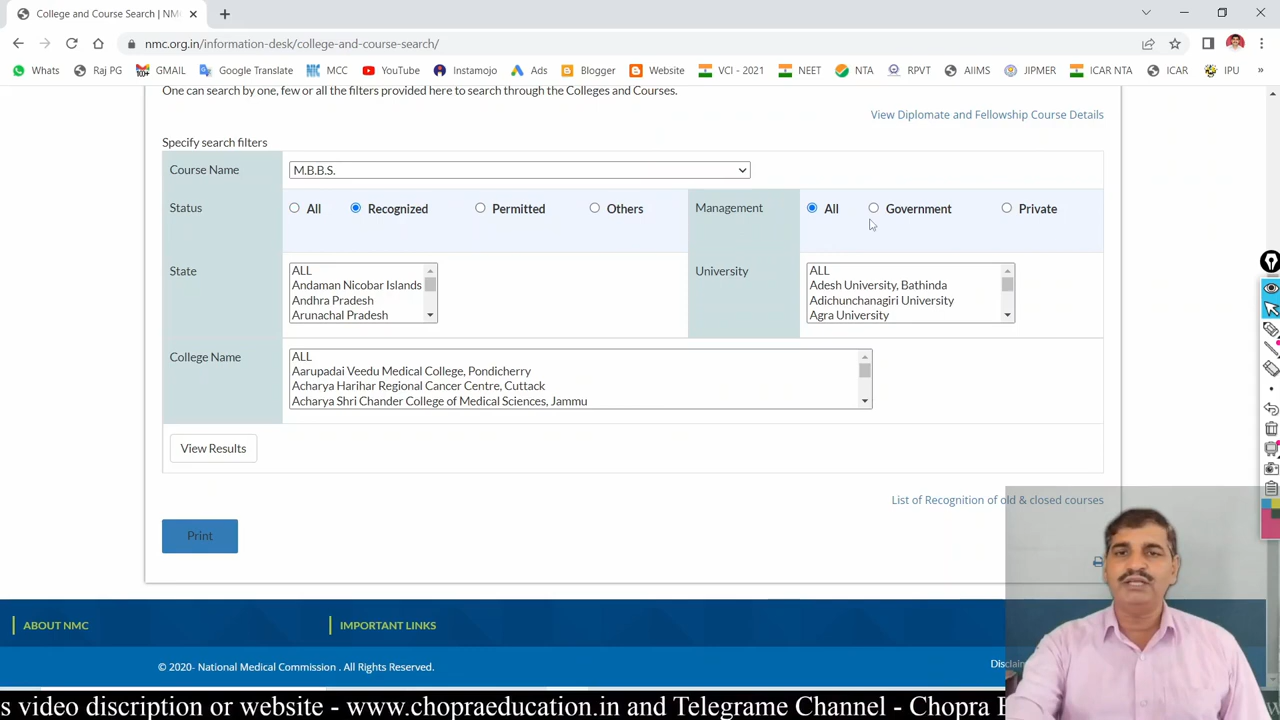 College and Course Search | NM
nmc.org.in/information-desk/college-and-course-search/
Whats
Raj PG
GMAIL
Google Translate
MCC
YouTube
Instamojo
Ads
Blogger
Website
VCI - 2021
NEET
NTA
RPVT
AIIMS
JIPMER
ICAR NTA
ICAR
IPU
»
One can search by one, few or all the filters provided here to search through the Colleges and Courses.
View Diplomate and Fellowship Course Details
Specify search filters
Course Name
M.B.B.S.
Status
All
Recognized
Permitted
Others
Management
All
Government
Private
State
ALL
Andaman Nicobar Islands
Andhra Pradesh
Arunachal Pradesh
University
ALL
Adesh University, Bathinda
Adichunchanagiri University
Agra University
College Name
ALL
Aarupadai Veedu Medical College, Pondicherry
Acharya Harihar Regional Cancer Centre, Cuttack
Acharya Shri Chander College of Medical Sciences, Jammu
View Results
List of Recognition of old & closed courses
Print
ABOUT NMC
IMPORTANT LINKS
© 2020- National Medical Commission . All Rights Reserved.
Disclaim
s video discription or website - www.chopraeducation.in and Telegrame Channel - Chopra E